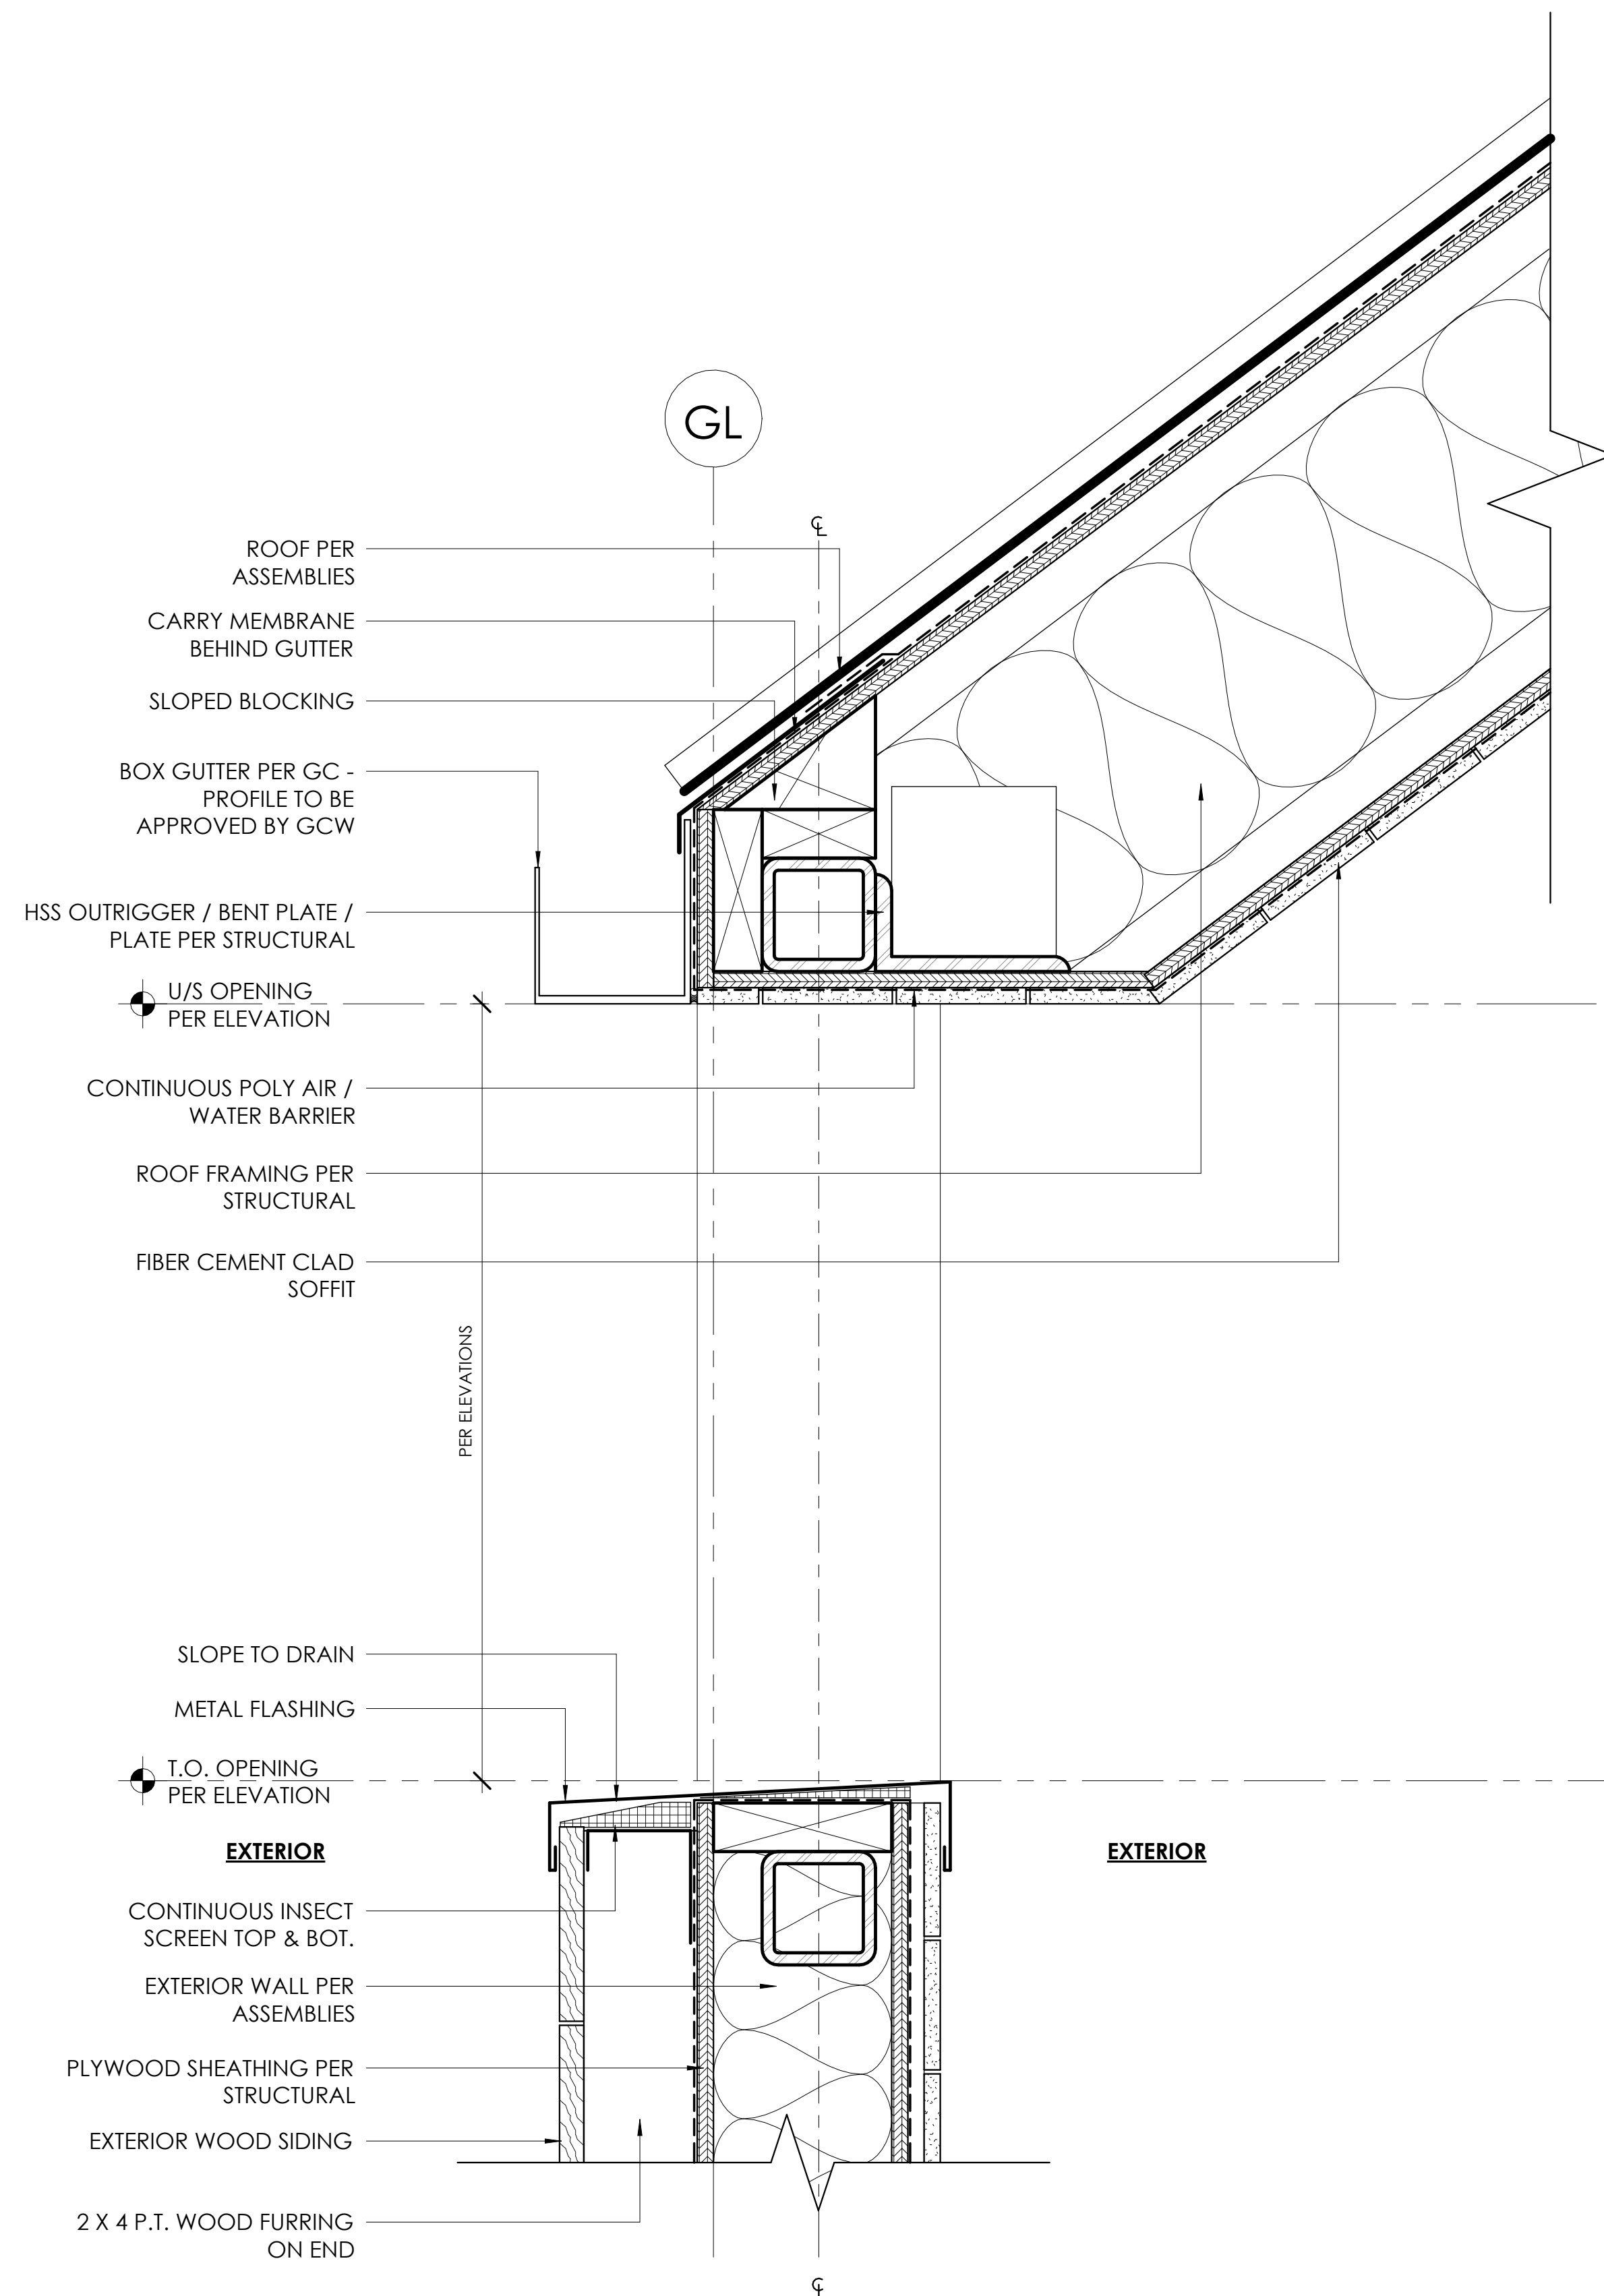 GL
℄
ROOF PER
ASSEMBLIES
CARRY MEMBRANE
BEHIND GUTTER
SLOPED BLOCKING
BOX GUTTER PER GC -
PROFILE TO BE
APPROVED BY GCW
HSS OUTRIGGER / BENT PLATE /
PLATE PER STRUCTURAL
U/S OPENING
PER ELEVATION
CONTINUOUS POLY AIR /
WATER BARRIER
ROOF FRAMING PER
STRUCTURAL
FIBER CEMENT CLAD
SOFFIT
PER ELEVATIONS
SLOPE TO DRAIN
METAL FLASHING
T.O. OPENING
PER ELEVATION
EXTERIOR
EXTERIOR
CONTINUOUS INSECT
SCREEN TOP & BOT.
EXTERIOR WALL PER
ASSEMBLIES
PLYWOOD SHEATHING PER
STRUCTURAL
EXTERIOR WOOD SIDING
2 X 4 P.T. WOOD FURRING
ON END
℄